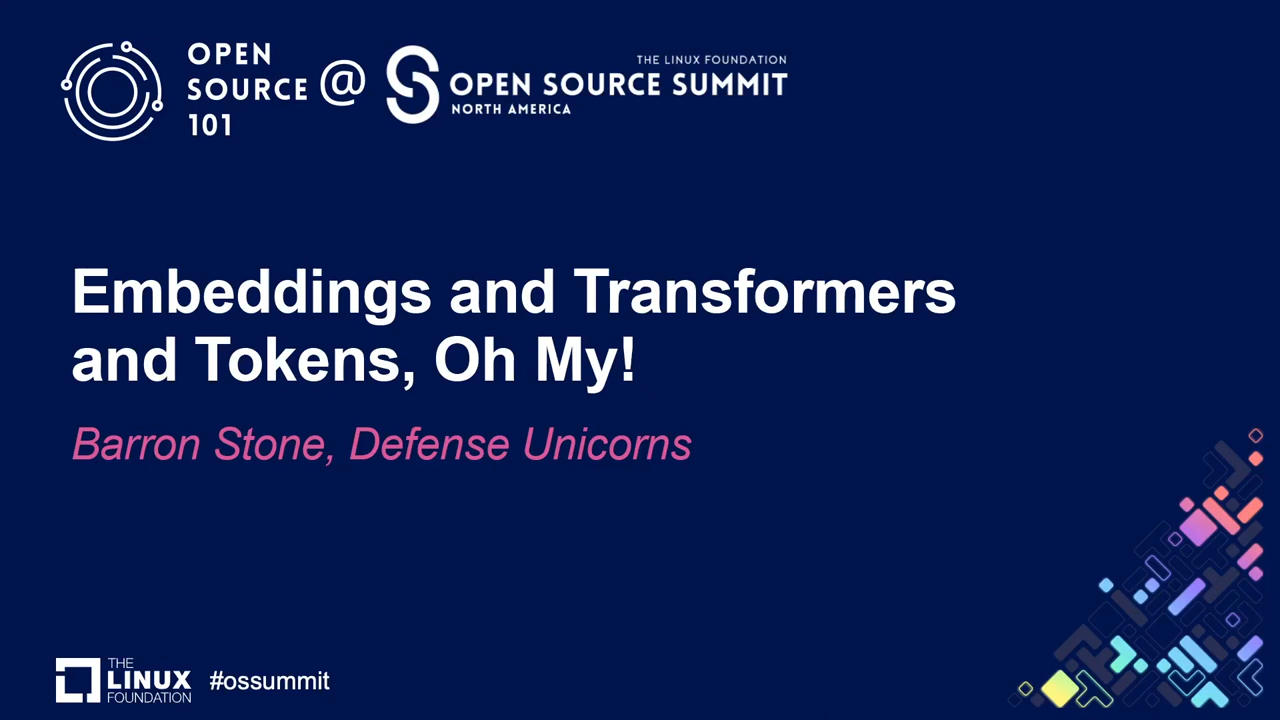 OPEN
SOURCE @
101
THE LINUX FOUNDATION
OPEN SOURCE SUMMIT
NORTH AMERICA
Embeddings and Transformers
and Tokens, Oh My!
Barron Stone, Defense Unicorns
THE
LINUX
FOUNDATION
#ossummit